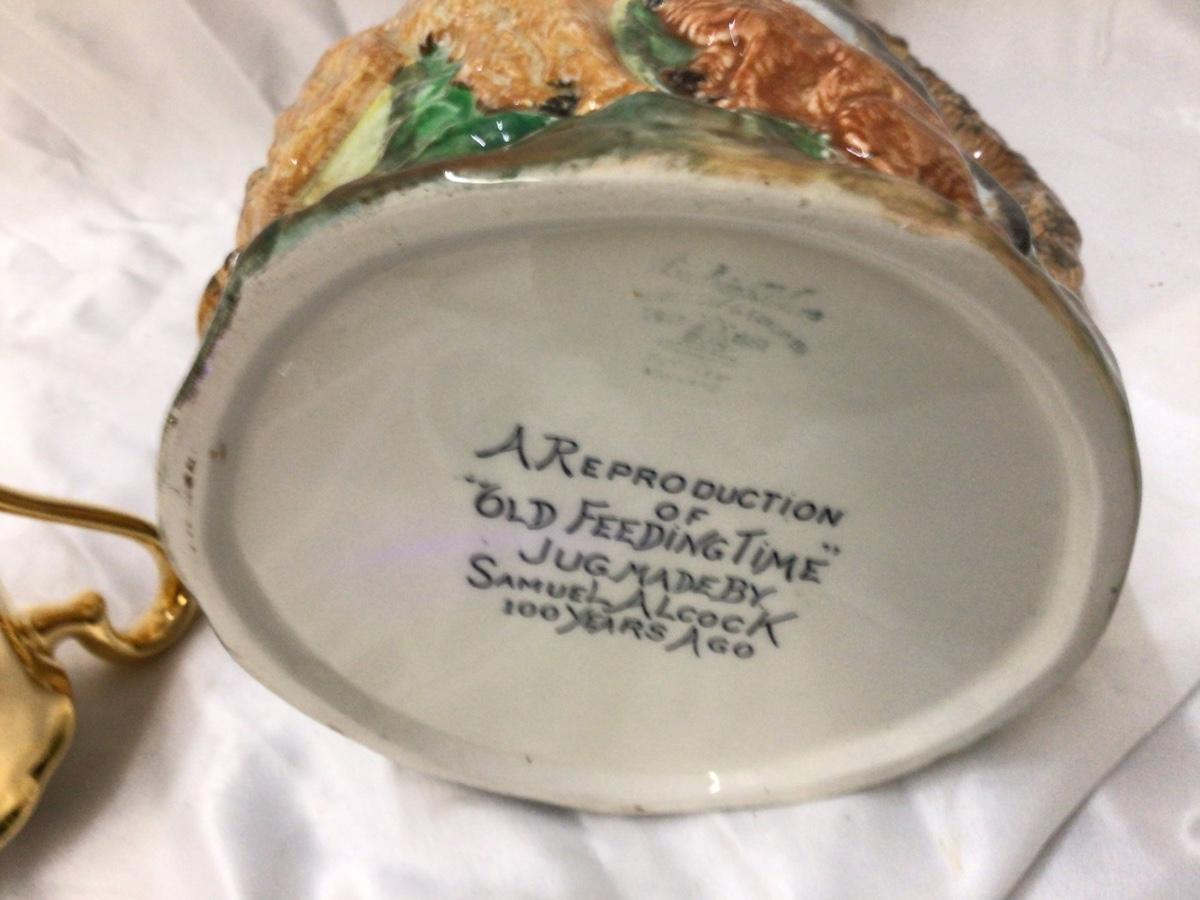 A REPRODUCTION
OF
"OLD FEEDING TIME"
JUG MADE BY
SAMUEL ALCOCK
100 YEARS AGO